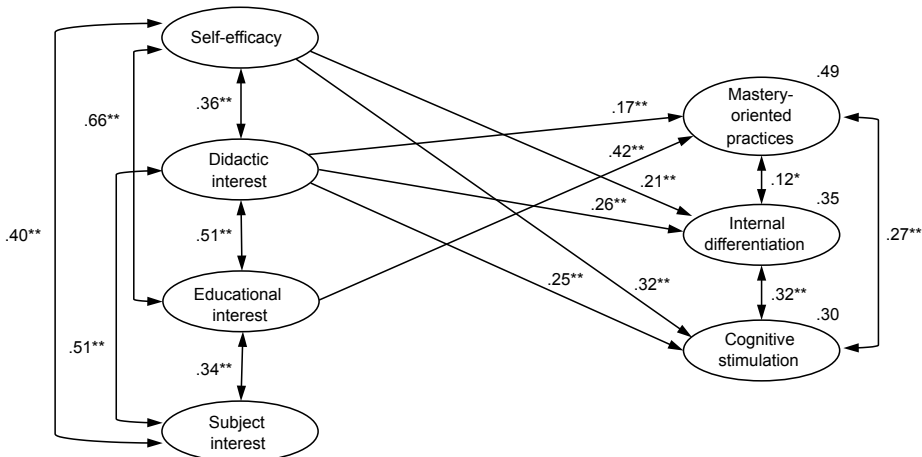 Self-efficacy
.49
Mastery-
oriented
practices
.36**
.17**
.66**
Didactic
interest
.42**
.12*
.21**
.35
.26**
Internal
differentiation
.40**
.51**
.27**
.25**
.32**
.32**
Educational
interest
.30
.51**
Cognitive
stimulation
.34**
Subject
interest